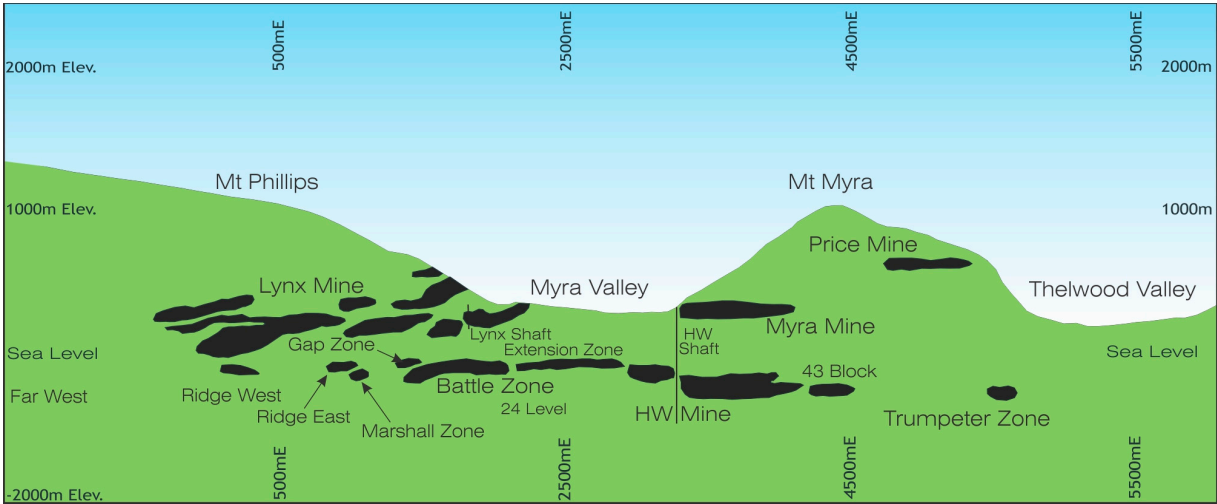 500mE
2500mE
4500mE
5500mE
2000m Elev.
2000m
Mt Phillips
Mt Myra
1000m Elev.
1000m
Price Mine
Lynx Mine
Myra Valley
Thelwood Valley
Myra Mine
Lynx Shaft
HW
Shaft
Gap Zone
Extension Zone
Sea Level
Sea Level
43 Block
Battle Zone
Far West
Ridge West
24 Level
HW Mine
Ridge East
Trumpeter Zone
Marshall Zone
500mE
2500mE
4500mE
5500mE
-2000m Elev.